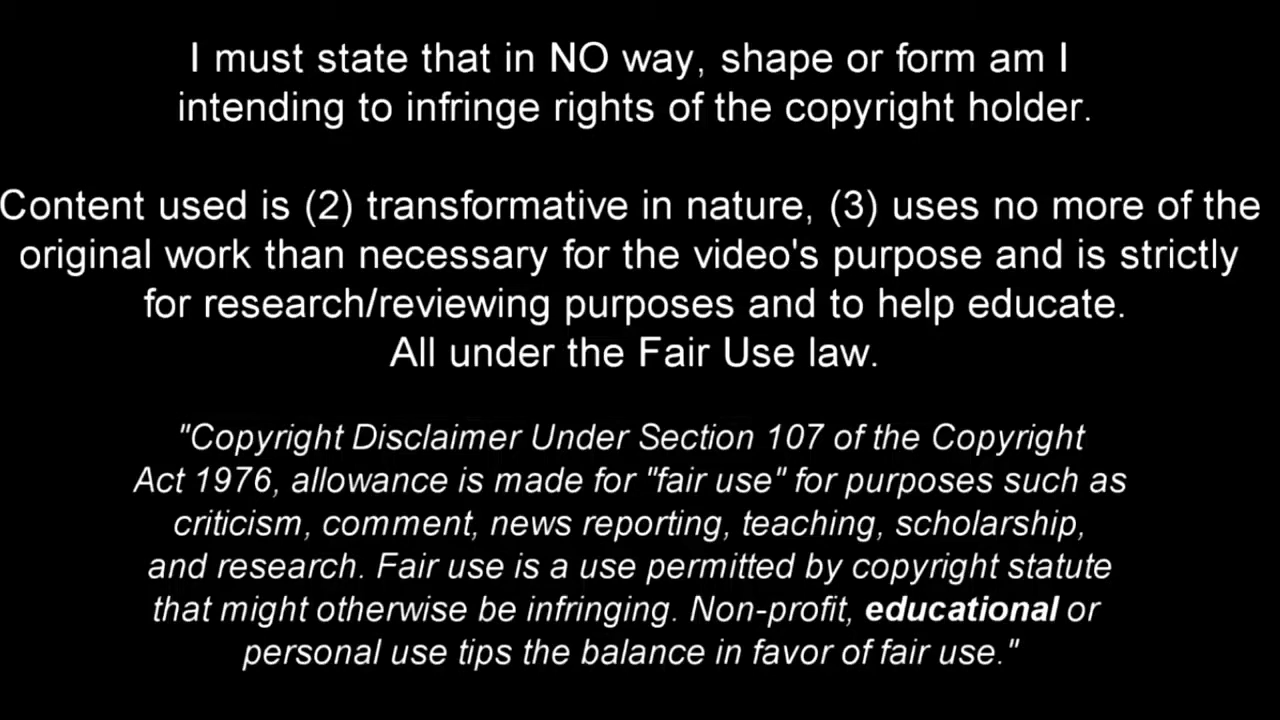 I must state that in NO way, shape or form am I
intending to infringe rights of the copyright holder.
Content used is (2) transformative in nature, (3) uses no more of the
original work than necessary for the video's purpose and is strictly
for research/reviewing purposes and to help educate.
All under the Fair Use law.
"Copyright Disclaimer Under Section 107 of the Copyright
Act 1976, allowance is made for "fair use" for purposes such as
criticism, comment, news reporting, teaching, scholarship,
and research. Fair use is a use permitted by copyright statute
that might otherwise be infringing. Non-profit, educational or
personal use tips the balance in favor of fair use."